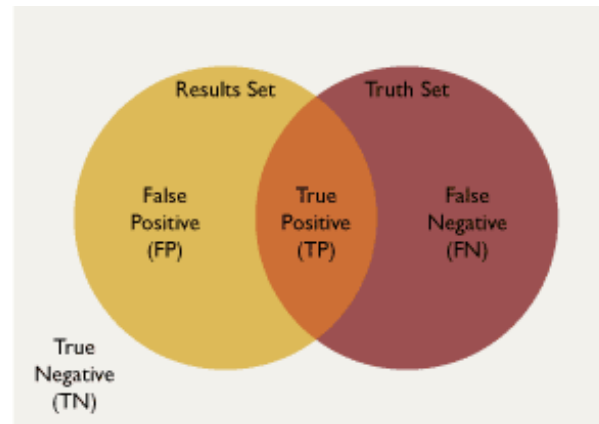 Results Set
Truth Set
False
Positive
(FP)
True
Positive
(TP)
False
Negative
(FN)
True
Negative
(TN)